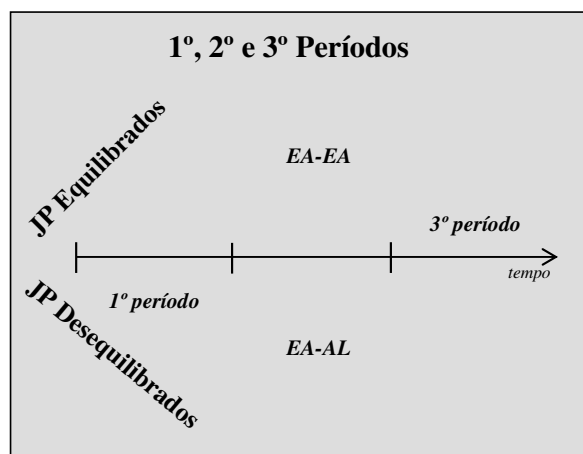 1º, 2º e 3º Períodos
JP Equilibrados
EA-EA
3º período
tempo
1º período
JP Desequilibrados
EA-AL